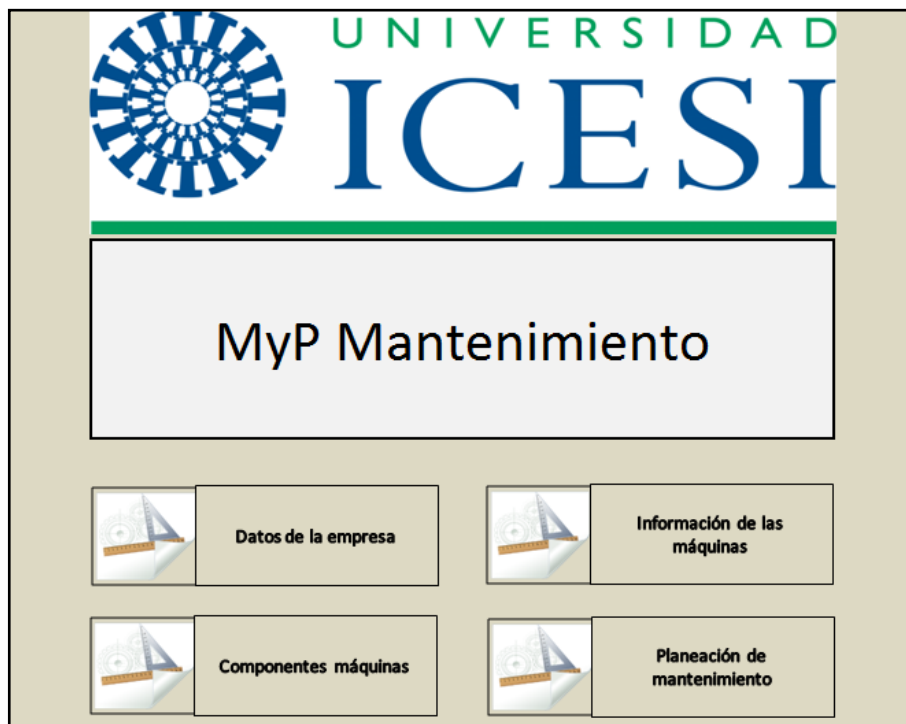 UNIVERSIDAD
ICESI
MyP Mantenimiento
Datos de la empresa
Información de las
máquinas
Componentes máquinas
Planeación de
mantenimiento